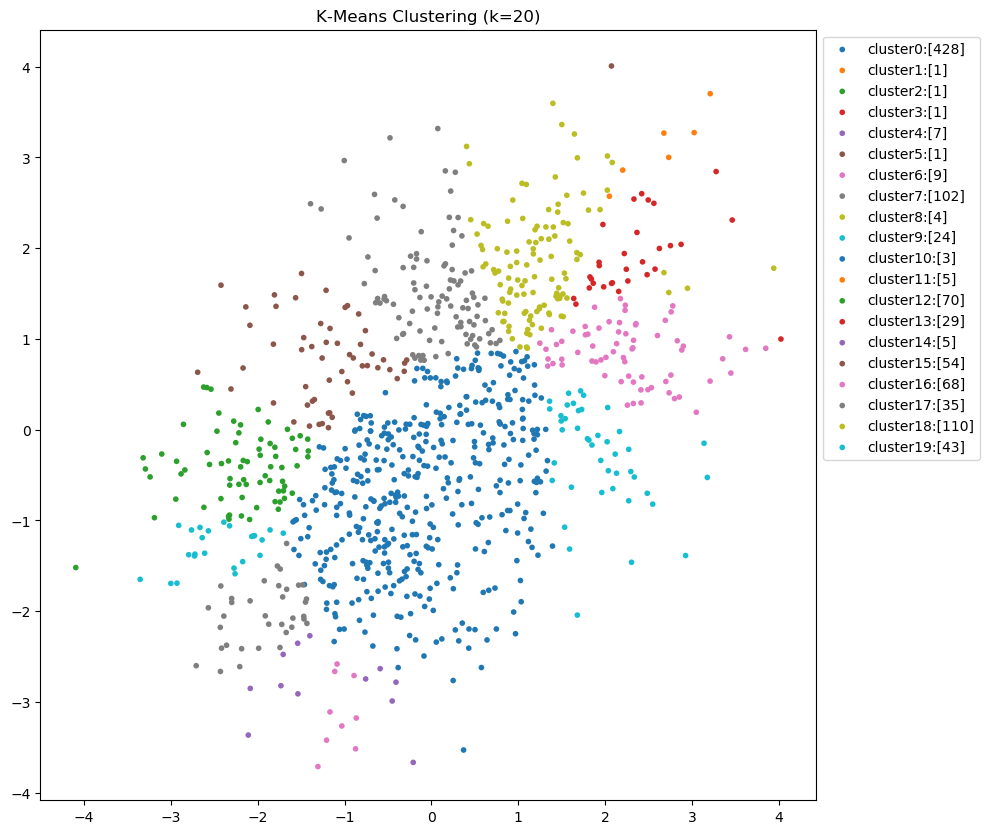 K-Means Clustering (k=20)
4
3
2
1
0
−1
−2
−3
−4
−4
−3
−2
−1
0
1
2
3
4
cluster0:[428]
cluster1:[1]
cluster2:[1]
cluster3:[1]
cluster4:[7]
cluster5:[1]
cluster6:[9]
cluster7:[102]
cluster8:[4]
cluster9:[24]
cluster10:[3]
cluster11:[5]
cluster12:[70]
cluster13:[29]
cluster14:[5]
cluster15:[54]
cluster16:[68]
cluster17:[35]
cluster18:[110]
cluster19:[43]